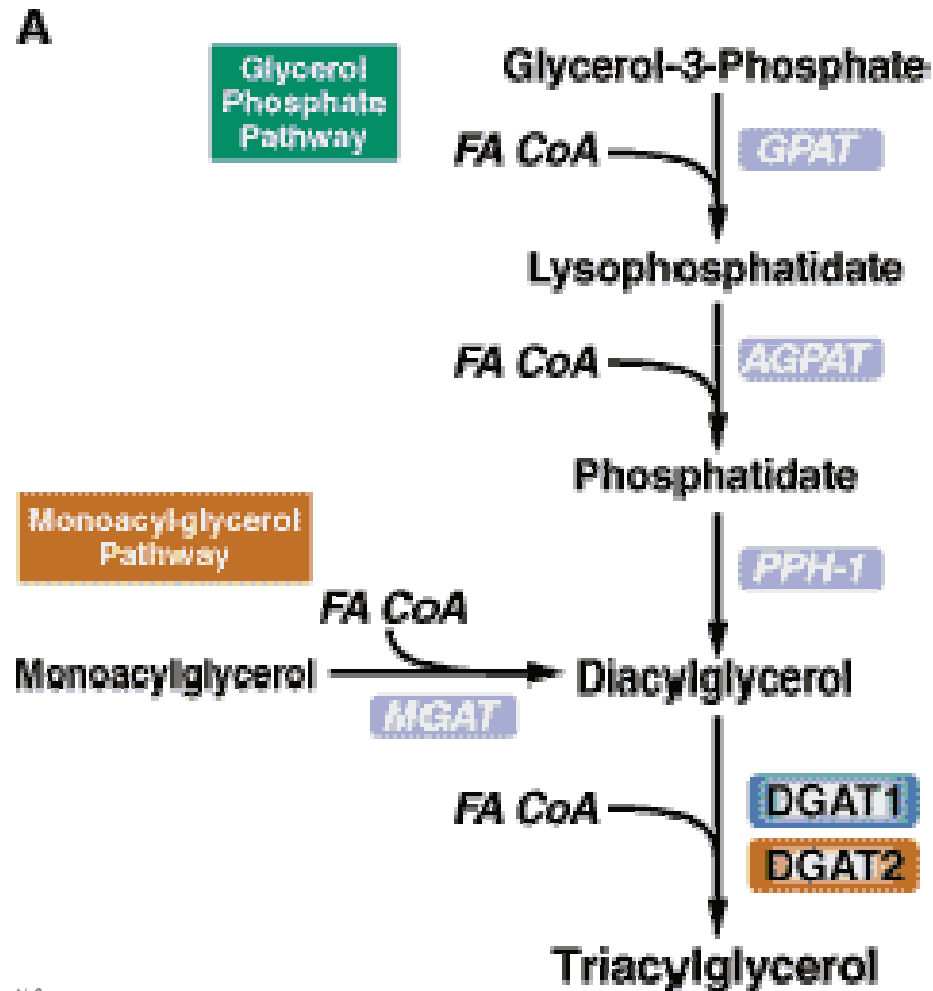 A
Glycerol
Phosphate
Pathway
Glycerol-3-Phosphate
FA CoA
GPAT
Lysophosphatidate
FA CoA
AGPAT
Phosphatidate
Monoacyl-glycerol
Pathway
PPH-1
FA CoA
Monoacylglycerol
Diacylglycerol
MGAT
FA CoA
DGAT1
DGAT2
Triacylglycerol